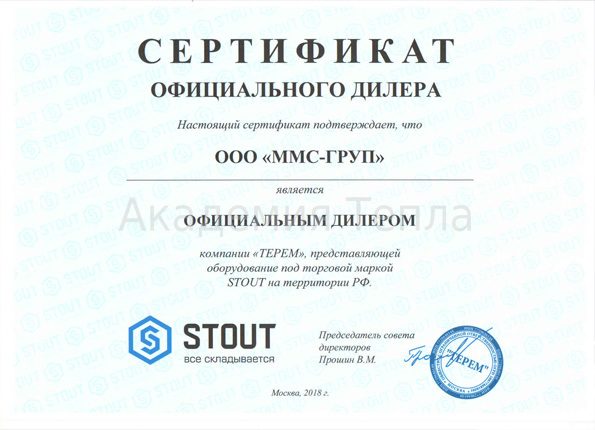 СЕРТИФИКАТ
ОФИЦИАЛЬНОГО ДИЛЕРА
Настоящий сертификат подтверждает, что
ООО «ММС-ГРУП»
является
Академия Тепла
ОФИЦИАЛЬНЫМ ДИЛЕРОМ
компании «ТЕРЕМ», представляющей
оборудование под торговой маркой
STOUT на территории РФ.
STOUT
все складывается
Председатель совета
директоров
Прошин В.М.
"ТЕРЕМ"
Москва, 2018 г.